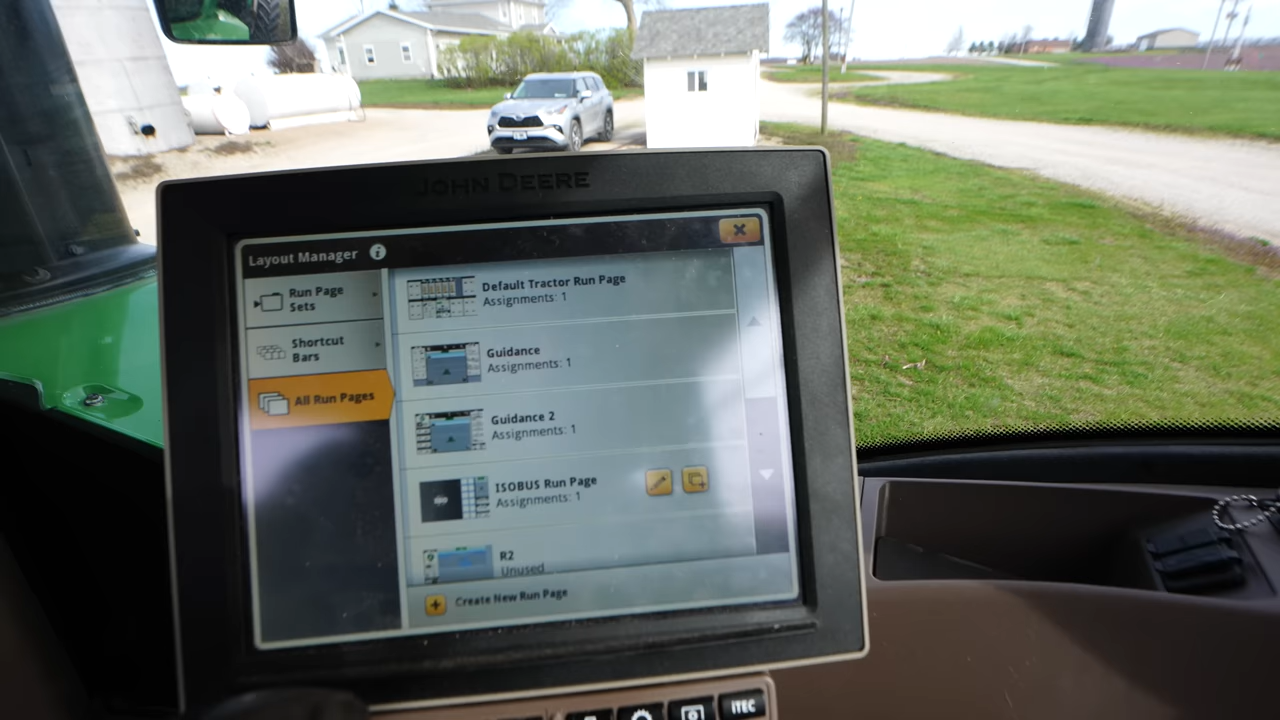 JOHN DEERE
Layout Manager
Run Page
Sets
Shortcut
Bars
All Run Pages
Default Tractor Run Page
Assignments: 1
Guidance
Assignments: 1
Guidance 2
Assignments: 1
ISOBUS Run Page
Assignments: 1
R2
Unused
Create New Run Page
ITEC